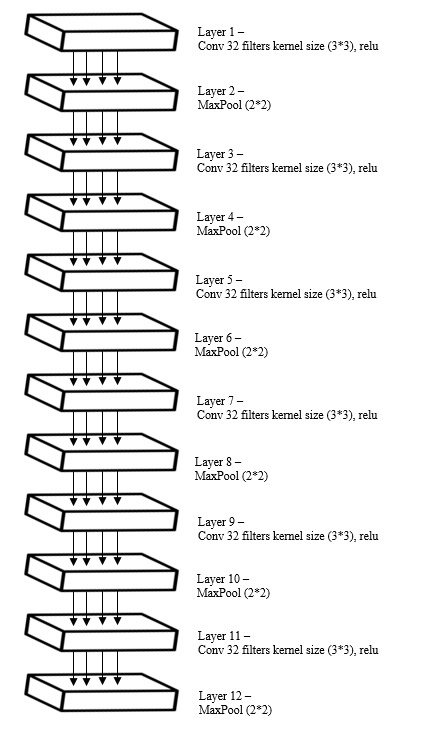 Layer 1 –
Conv 32 filters kernel size (3*3), relu
Layer 2 –
MaxPool (2*2)
Layer 3 –
Conv 32 filters kernel size (3*3), relu
Layer 4 –
MaxPool (2*2)
Layer 5 –
Conv 32 filters kernel size (3*3), relu
Layer 6 –
MaxPool (2*2)
Layer 7 –
Conv 32 filters kernel size (3*3), relu
Layer 8 –
MaxPool (2*2)
Layer 9 –
Conv 32 filters kernel size (3*3), relu
Layer 10 –
MaxPool (2*2)
Layer 11 –
Conv 32 filters kernel size (3*3), relu
Layer 12 –
MaxPool (2*2)